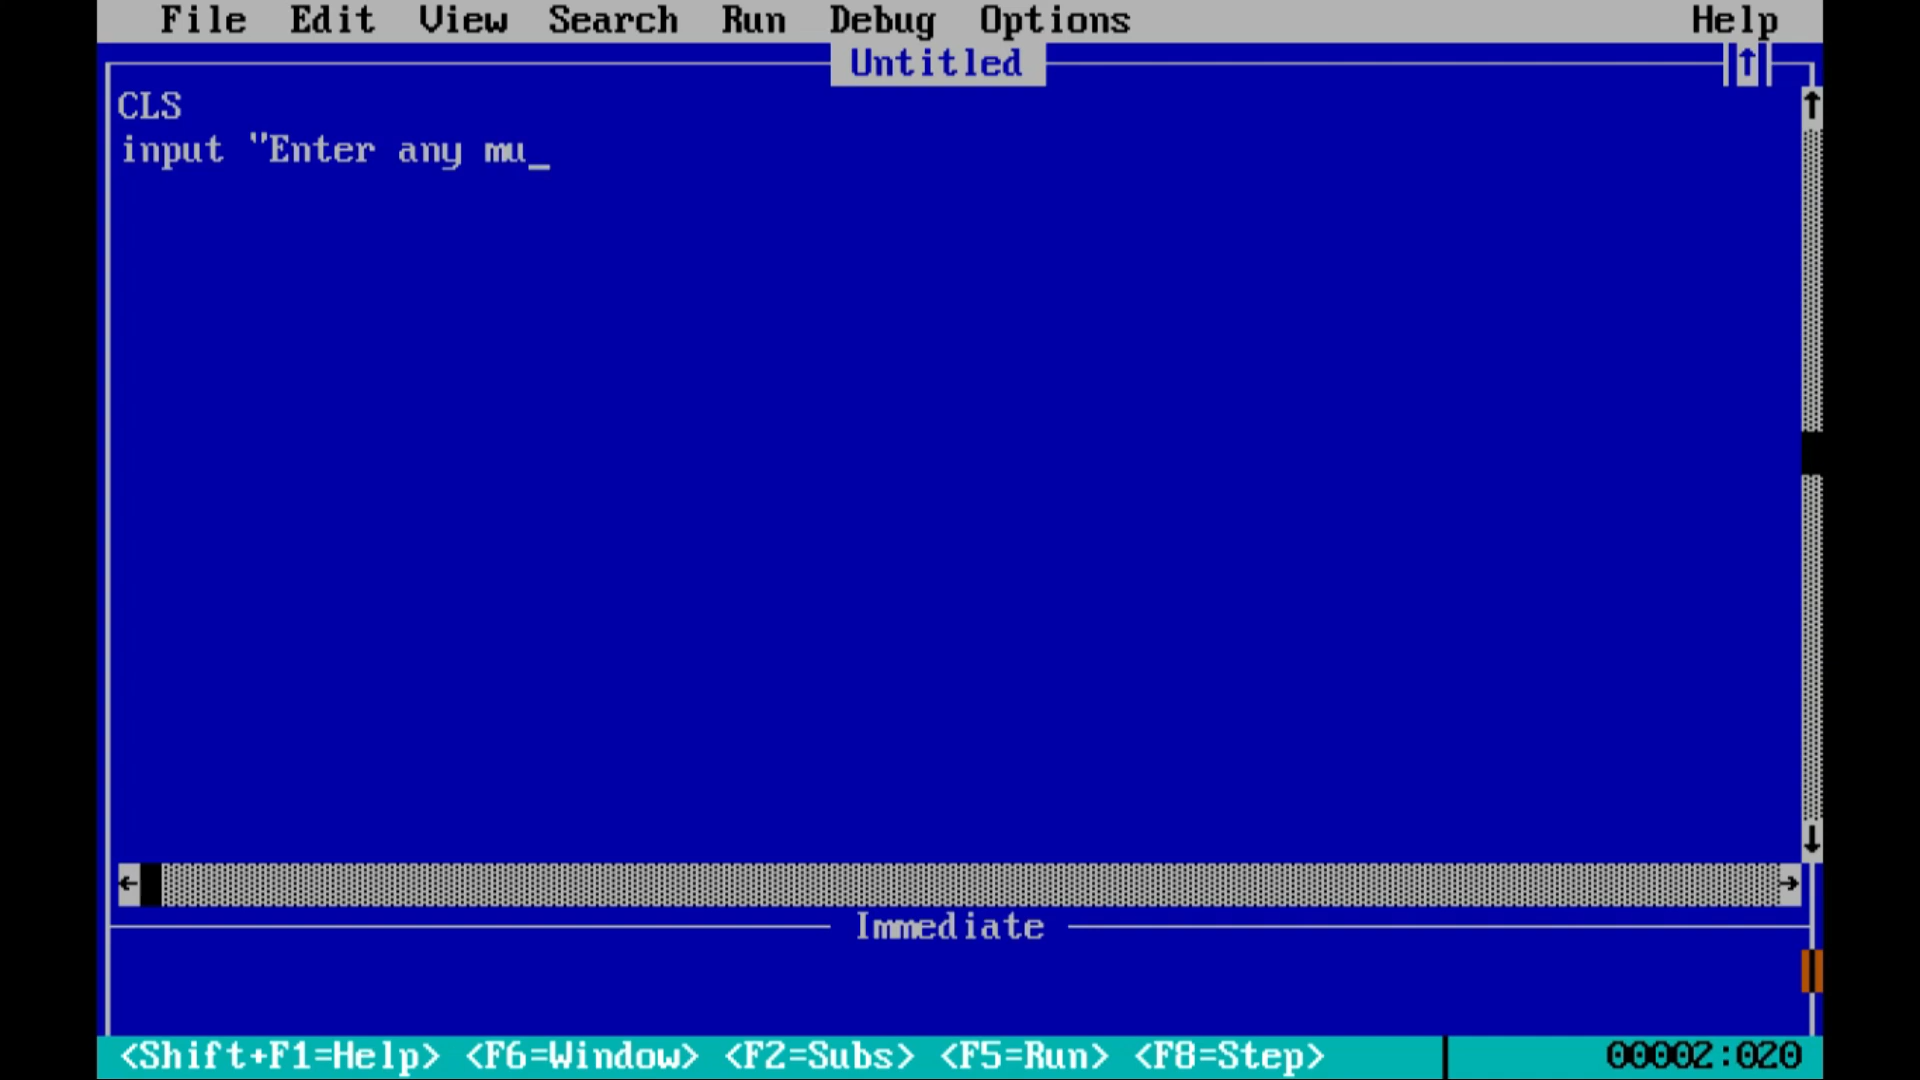 File Edit View Search Run Debug Options Help
Untitled
CLS
input "Enter any mu_
Immediate
<Shift+F1=Help> <F6=Window> <F2=Subs> <F5=Run> <F8=Step> 00002:020